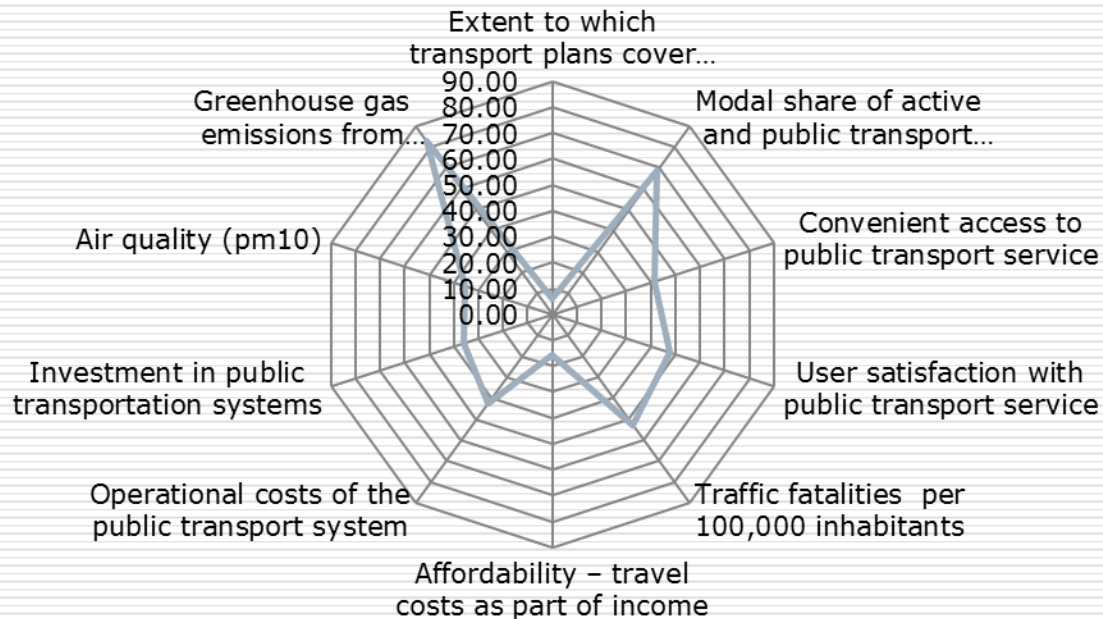 Extent to which
transport plans cover…
90.00
80.00
70.00
60.00
50.00
40.00
30.00
20.00
10.00
0.00
Modal share of active
and public transport…
Convenient access to
public transport service
User satisfaction with
public transport service
Traffic fatalities  per
100,000 inhabitants
Affordability – travel
costs as part of income
Operational costs of the
public transport system
Investment in public
transportation systems
Air quality (pm10)
Greenhouse gas
emissions from…